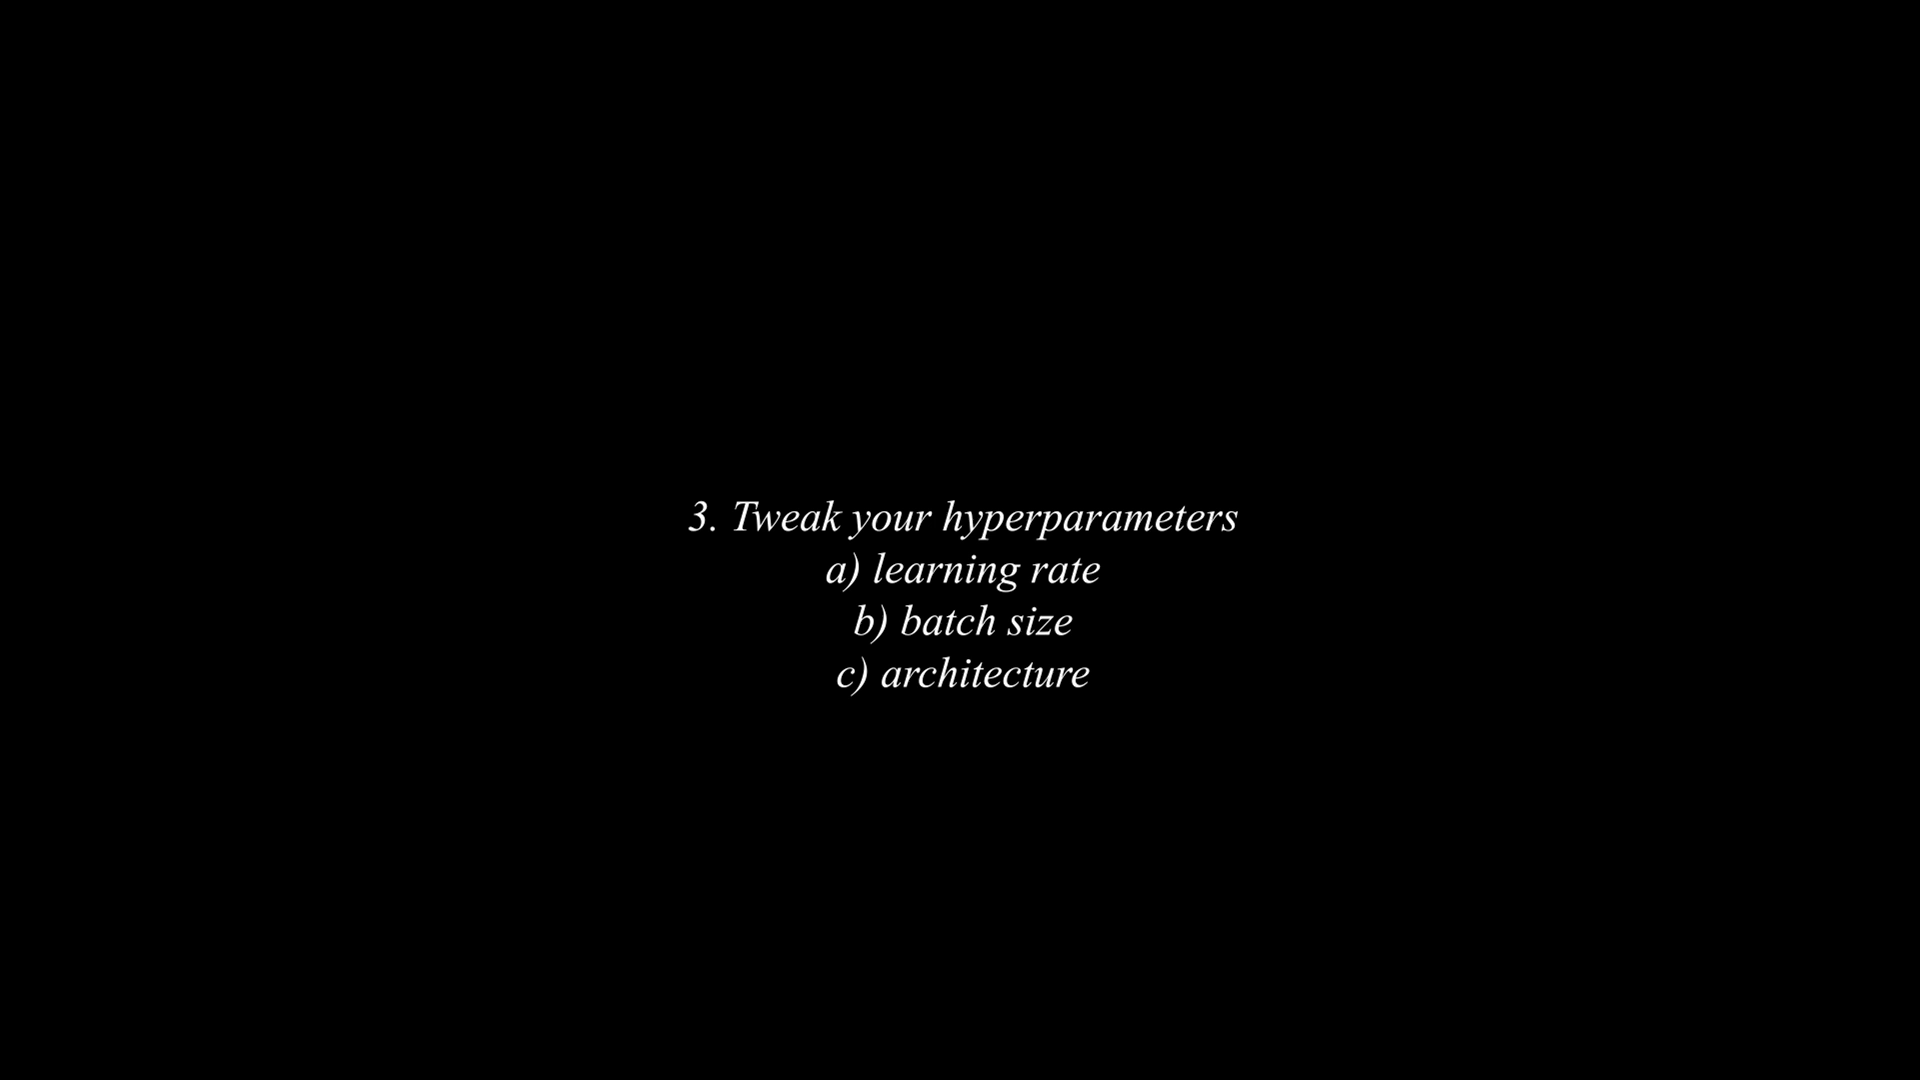 3. Tweak your hyperparameters
a) learning rate
b) batch size
c) architecture